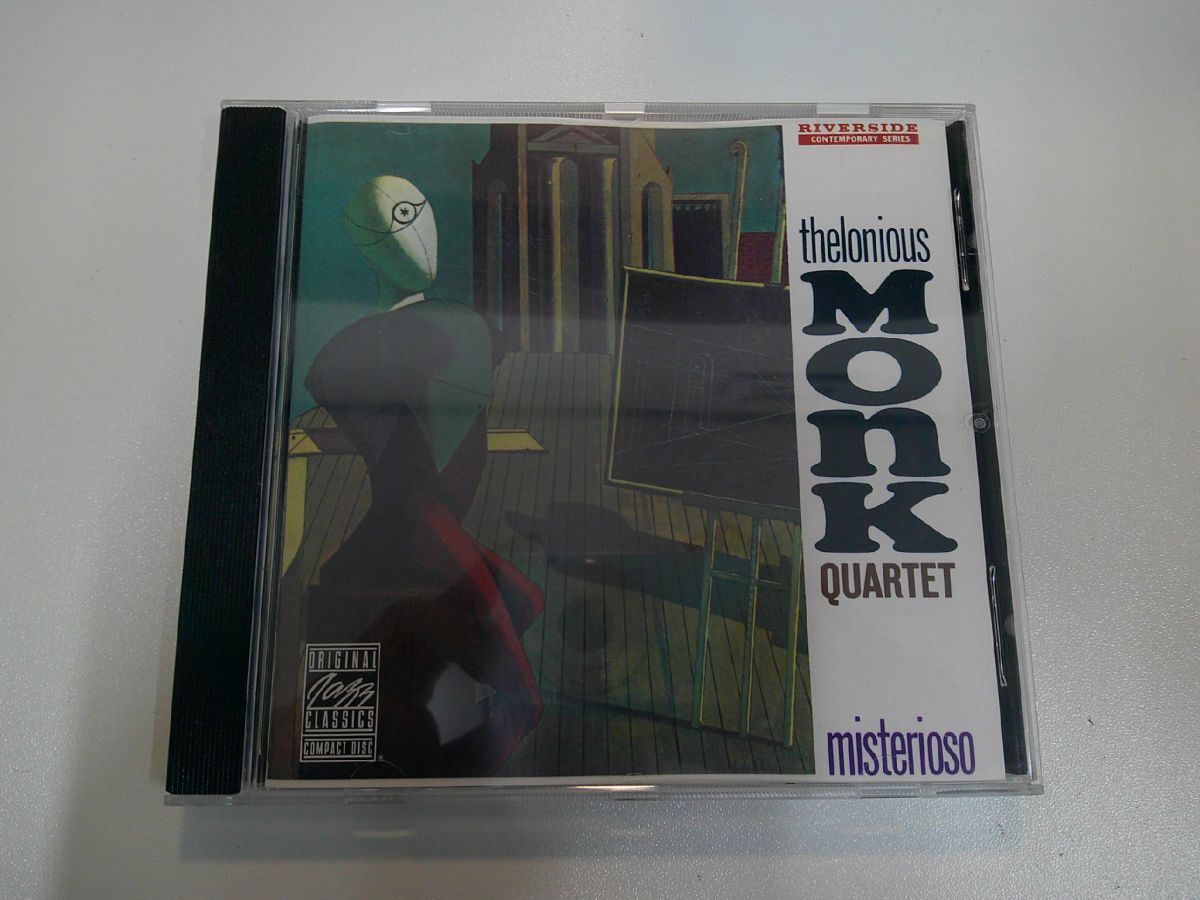 RIVERSIDE
CONTEMPORARY SERIES
thelonious
MONK
QUARTET
misterioso
ORIGINAL
Jazz
CLASSICS
COMPACT DISC